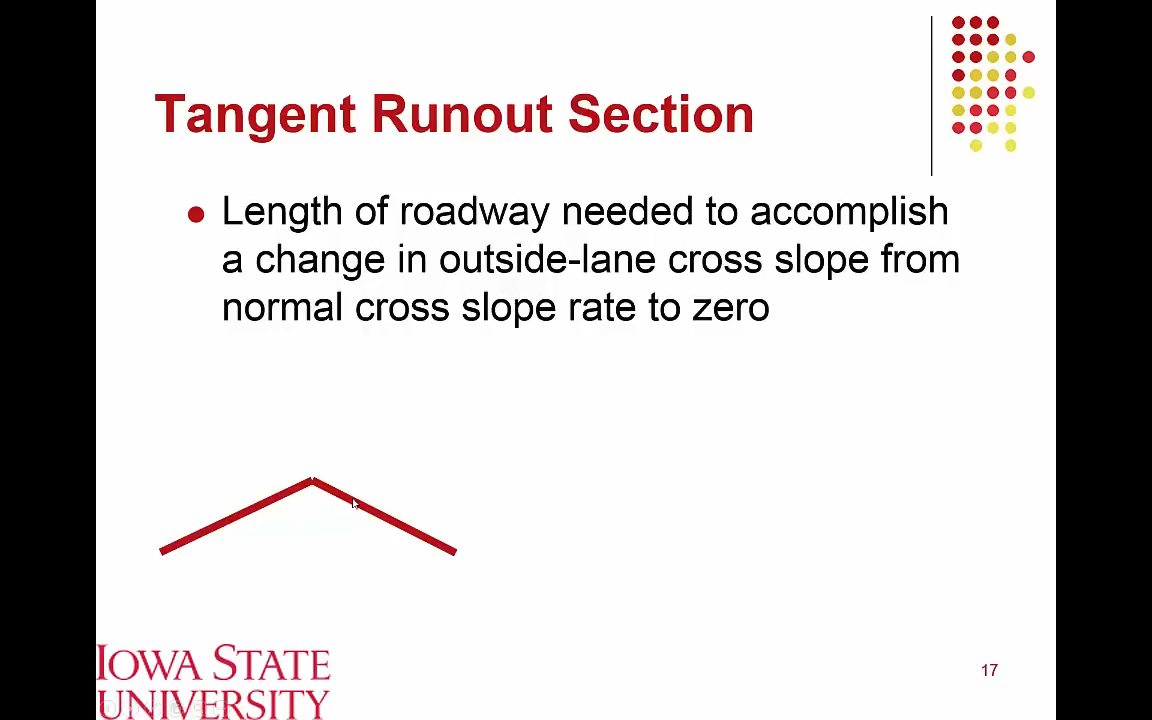 Tangent Runout Section
Length of roadway needed to accomplish
a change in outside-lane cross slope from
normal cross slope rate to zero
IOWA STATE
UNIVERSITY
17